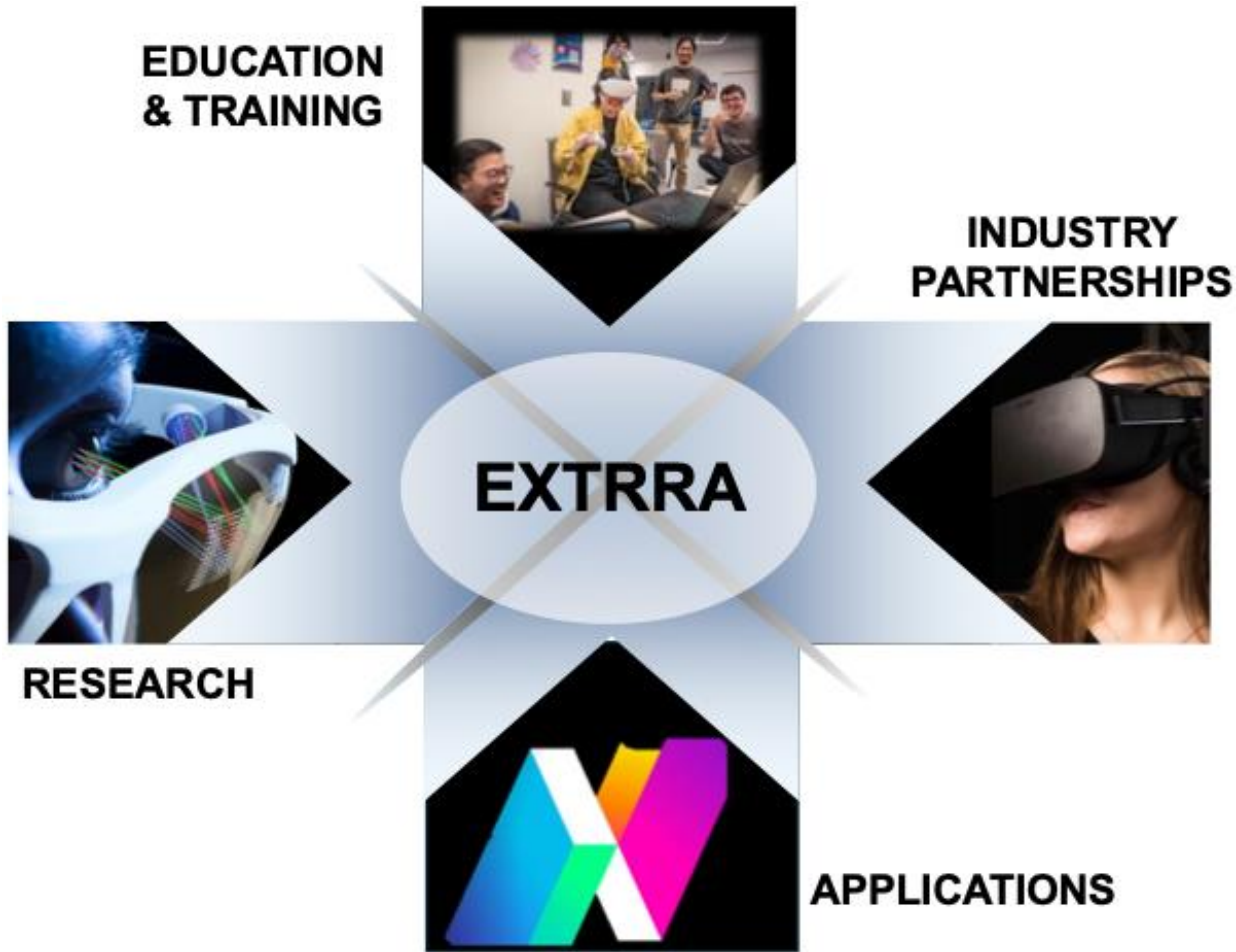 EDUCATION
& TRAINING
INDUSTRY
PARTNERSHIPS
EXTRRA
RESEARCH
APPLICATIONS